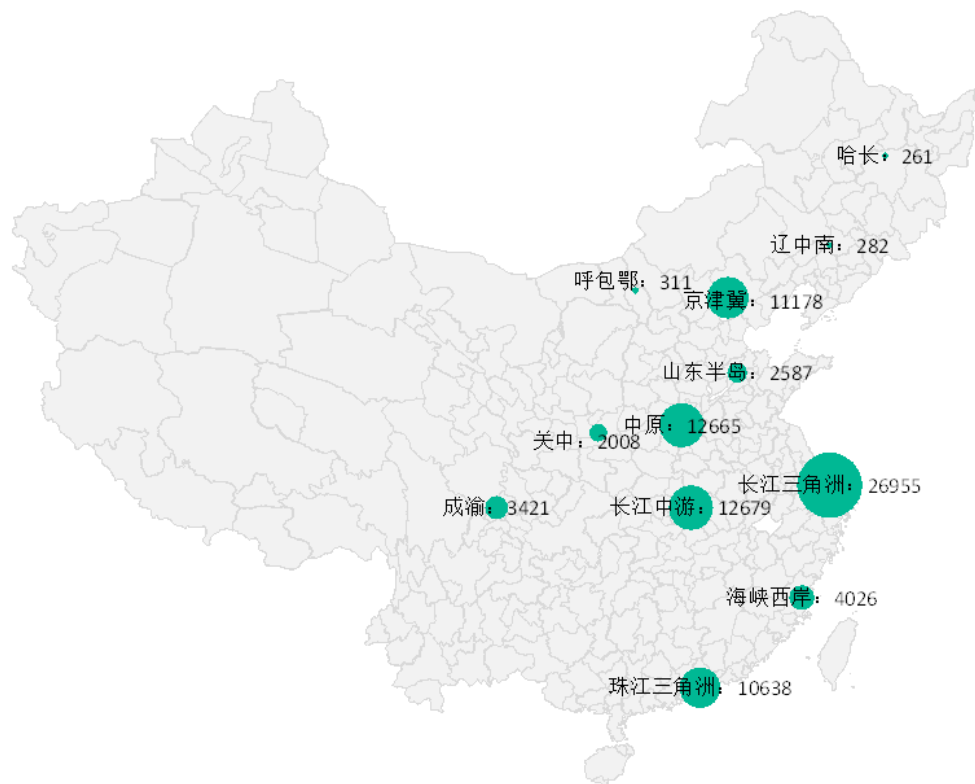 哈长：261
辽中南：282
呼包鄂：311
京津冀：11178
山东半岛：2587
中原：12665
关中：2008
长江三角洲：26955
成渝：3421
长江中游：12679
海峡西岸：4026
珠江三角洲：10638